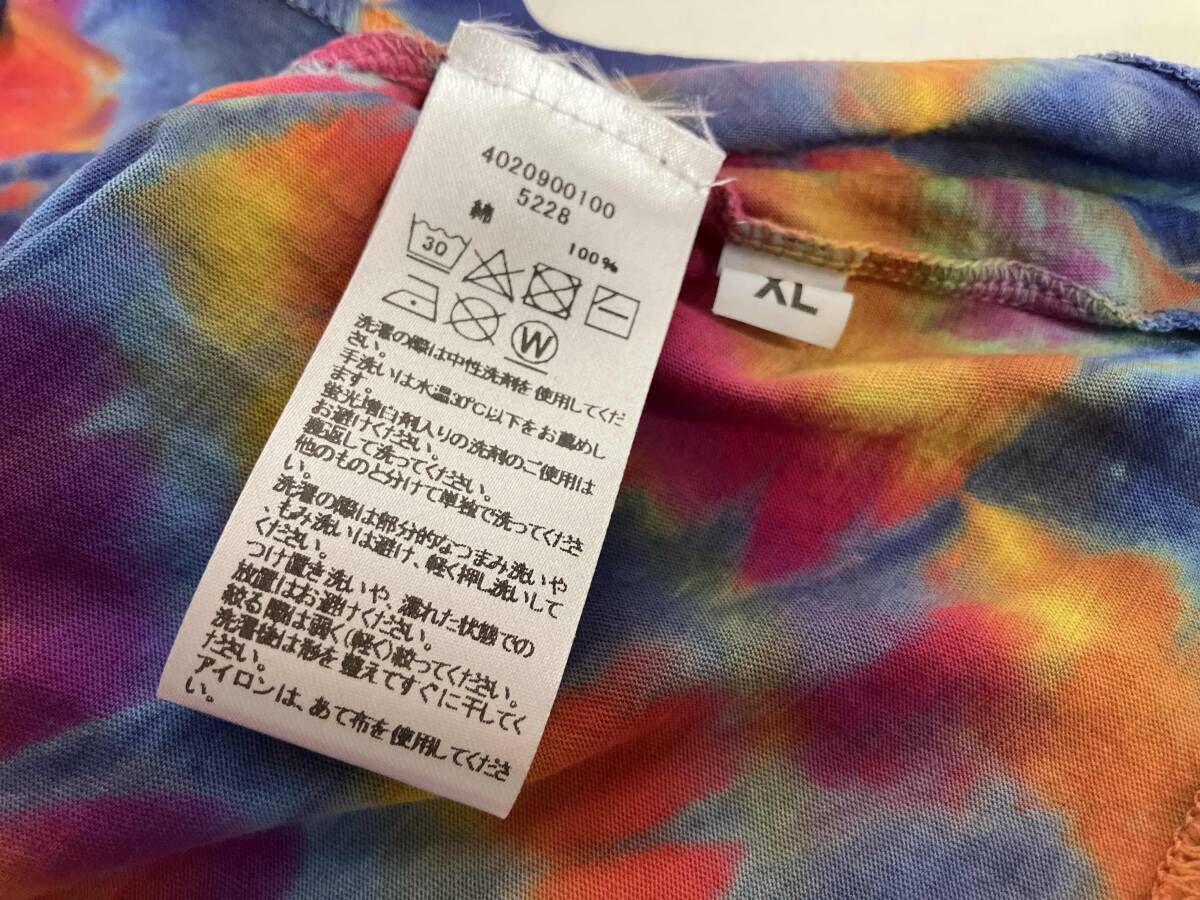 4020900100
5228
綿 100%
30
W
洗濯の際は中性洗剤を使用してくだ
さい。
手洗いは水温30℃以下をお薦めし
ます。
蛍光増白剤入りの洗剤のご使用は
お避けください。
裏返して洗ってください。
他のものと分けて単独で洗ってくださ
い。
洗濯の際は部分的なつまみ洗いや
、もみ洗いは避け、軽く押し洗いして
ください。
つけ置き洗いや、濡れた状態での
放置はお避けください。
絞る際は弱く(軽く)絞ってください。
洗濯後は形を整えてすぐに干してく
ださい。
アイロンは、あて布を使用してくださ
い。
XL